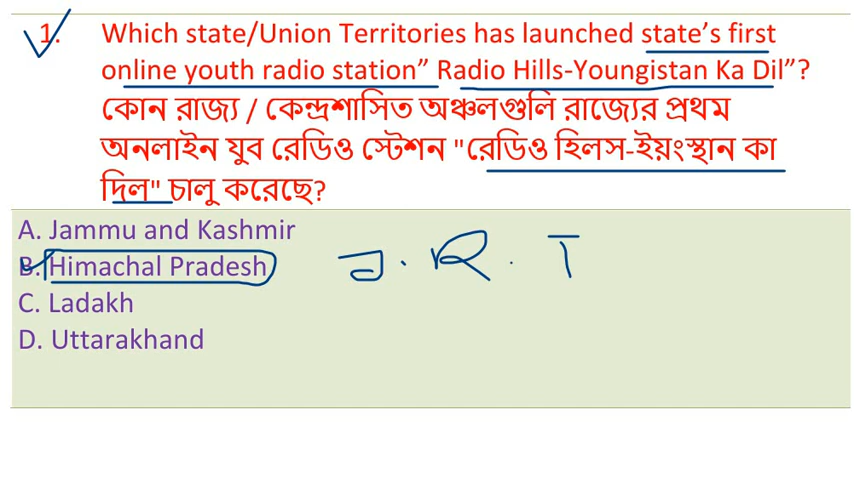 1. Which state/Union Territories has launched state's first
online youth radio station” Radio Hills-Youngistan Ka Dil”?
কোন রাজ্য / কেন্দ্রশাসিত অঞ্চলগুলি রাজ্যের প্রথম
অনলাইন যুব রেডিও স্টেশন "রেডিও হিলস-ইয়ংস্থান কা
দিল" চালু করেছে?
A. Jammu and Kashmir
B. Himachal Pradesh
J. R. T
C. Ladakh
D. Uttarakhand